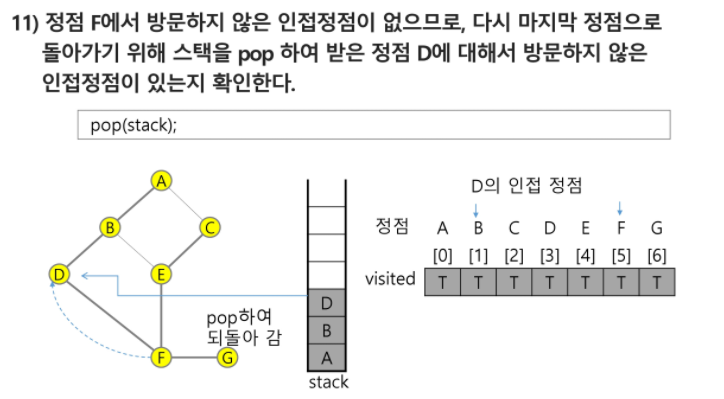 11) 정점 F에서 방문하지 않은 인접정점이 없으므로, 다시 마지막 정점으로
돌아가기 위해 스택을 pop 하여 받은 정점 D에 대해서 방문하지 않은
인접정점이 있는지 확인한다.
pop(stack);
A
B
C
D
E
F
G
pop하여
되돌아 감
D
B
A
stack
D의 인접 정점
정점 A B C D E F G
[0] [1] [2] [3] [4] [5] [6]
visited T T T T T T T